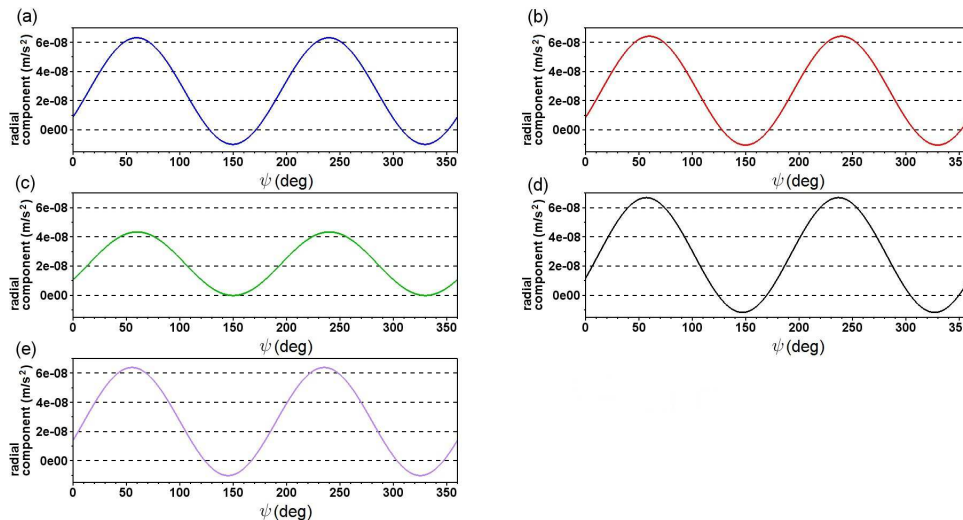 (a)
radial
component (m/s²)
6e-08
4e-08
2e-08
0e00
0 50 100 150 200 250 300 350
ψ (deg)
(b)
radial
component (m/s²)
6e-08
4e-08
2e-08
0e00
0 50 100 150 200 250 300 350
ψ (deg)
(c)
radial
component (m/s²)
6e-08
4e-08
2e-08
0e00
0 50 100 150 200 250 300 350
ψ (deg)
(d)
radial
component (m/s²)
6e-08
4e-08
2e-08
0e00
0 50 100 150 200 250 300 350
ψ (deg)
(e)
radial
component (m/s²)
6e-08
4e-08
2e-08
0e00
0 50 100 150 200 250 300 350
ψ (deg)